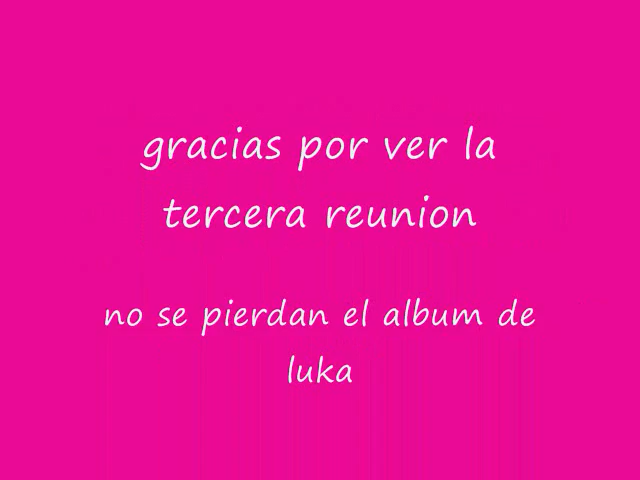 gracias por ver la
tercera reunion
no se pierdan el album de
luka